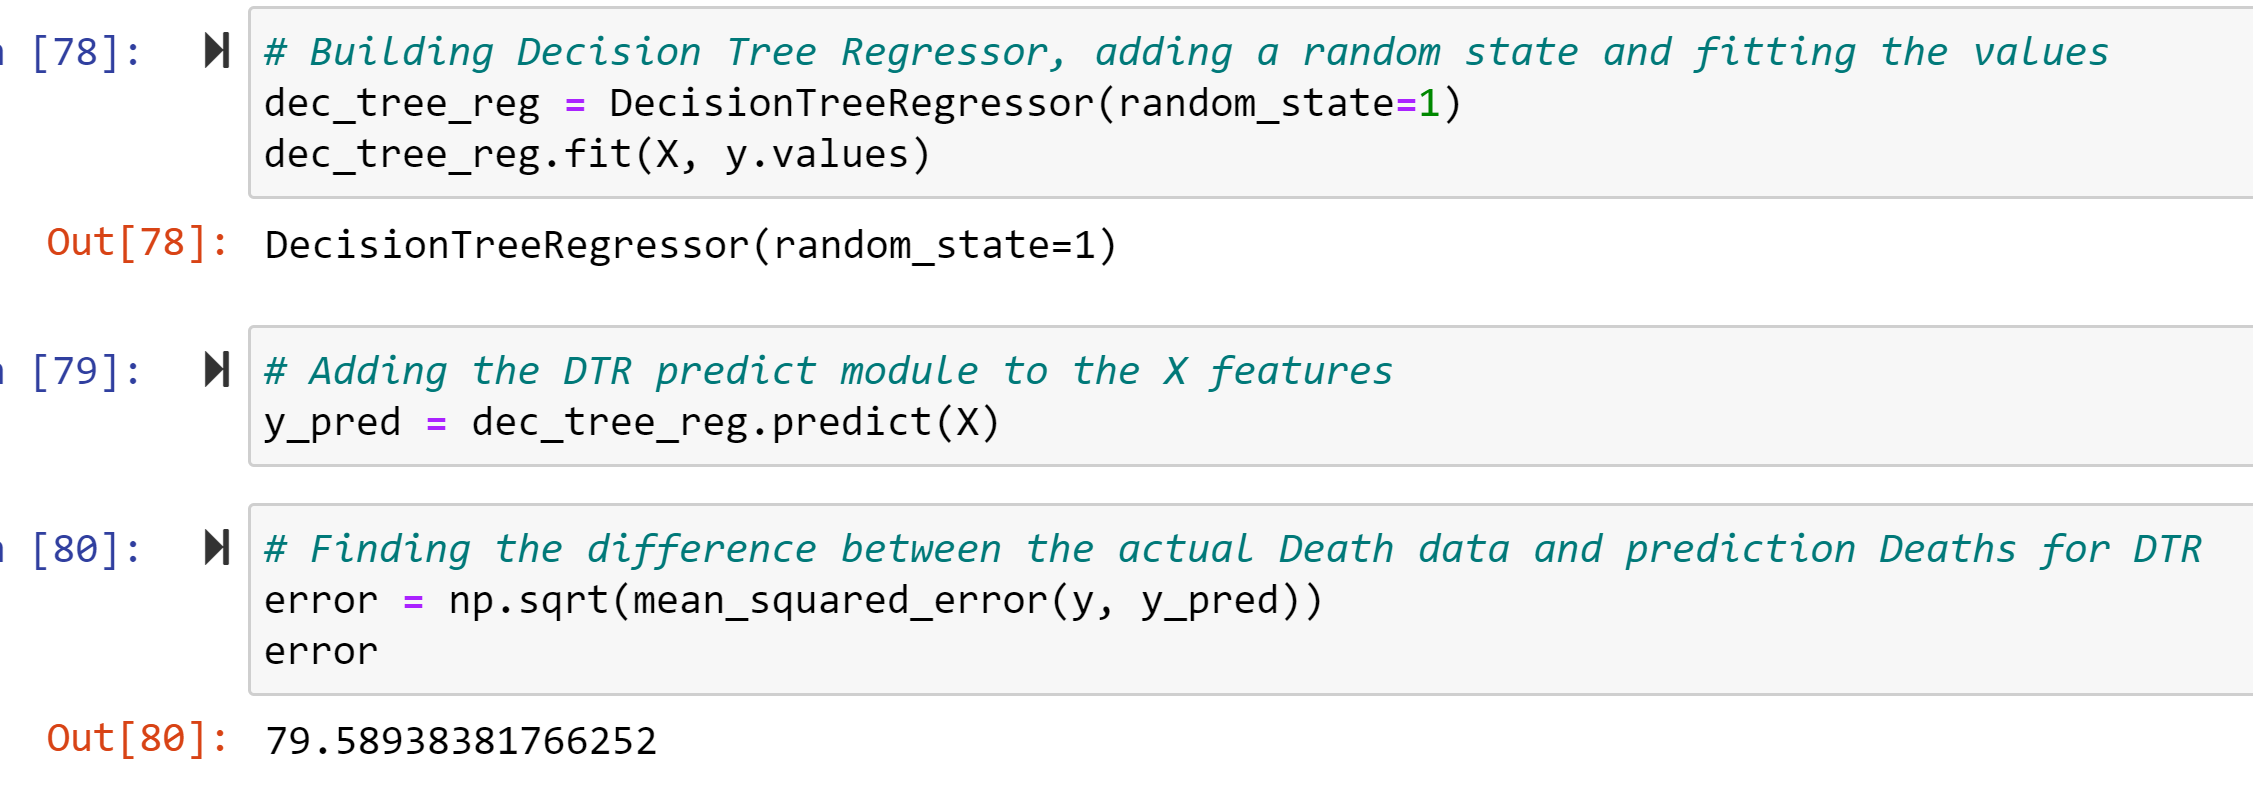 [78]:
# Building Decision Tree Regressor, adding a random state and fitting the values
dec_tree_reg = DecisionTreeRegressor(random_state=1)
dec_tree_reg.fit(X, y.values)
Out[78]: DecisionTreeRegressor(random_state=1)
[79]:
# Adding the DTR predict module to the X features
y_pred = dec_tree_reg.predict(X)
[80]:
# Finding the difference between the actual Death data and prediction Deaths for DTR
error = np.sqrt(mean_squared_error(y, y_pred))
error
Out[80]: 79.58938381766252